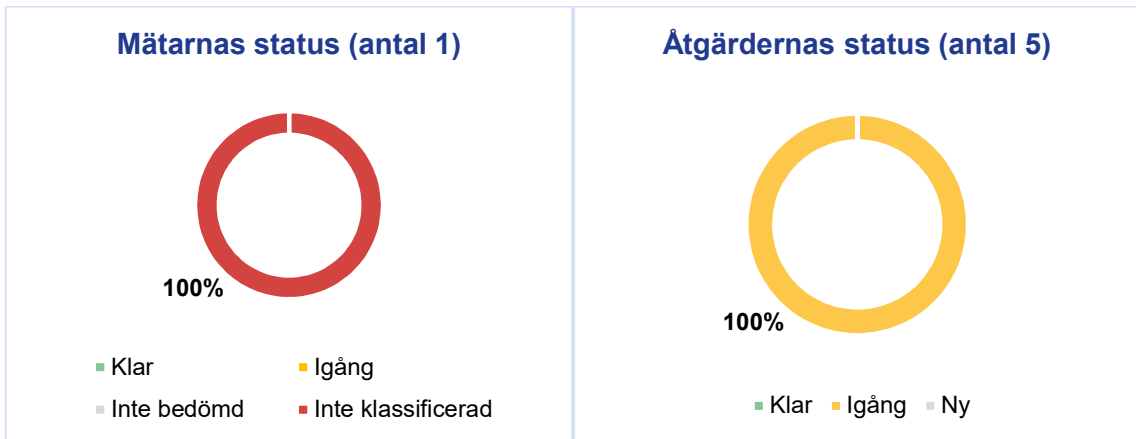 Mätarnas status (antal 1)
100%
Klar
Igång
Inte bedömd
Inte klassificerad
Åtgärdernas status (antal 5)
100%
Klar
Igång
Ny